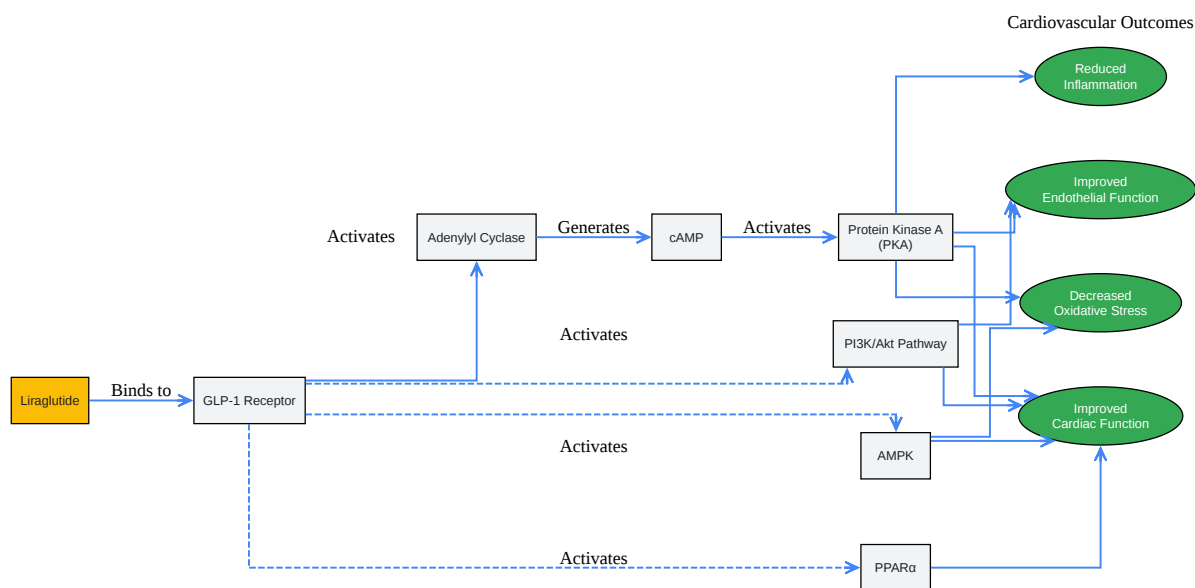 Cardiovascular Outcomes
Reduced
Inflammation
Improved
Endothelial Function
Activates
Adenylyl Cyclase
Generates
cAMP
Activates
Protein Kinase A
(PKA)
Decreased
Oxidative Stress
Activates
PI3K/Akt Pathway
Liraglutide
Binds to
GLP-1 Receptor
Improved
Cardiac Function
Activates
AMPK
Activates
PPARα